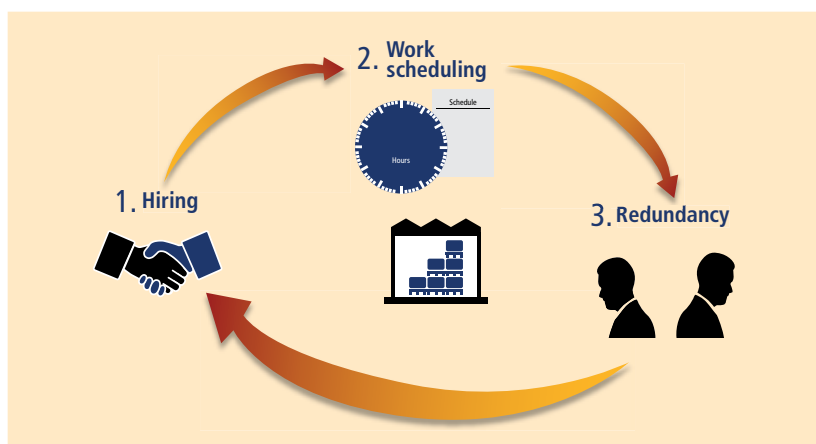 2. Work
scheduling
Schedule
Hours
1. Hiring
3. Redundancy